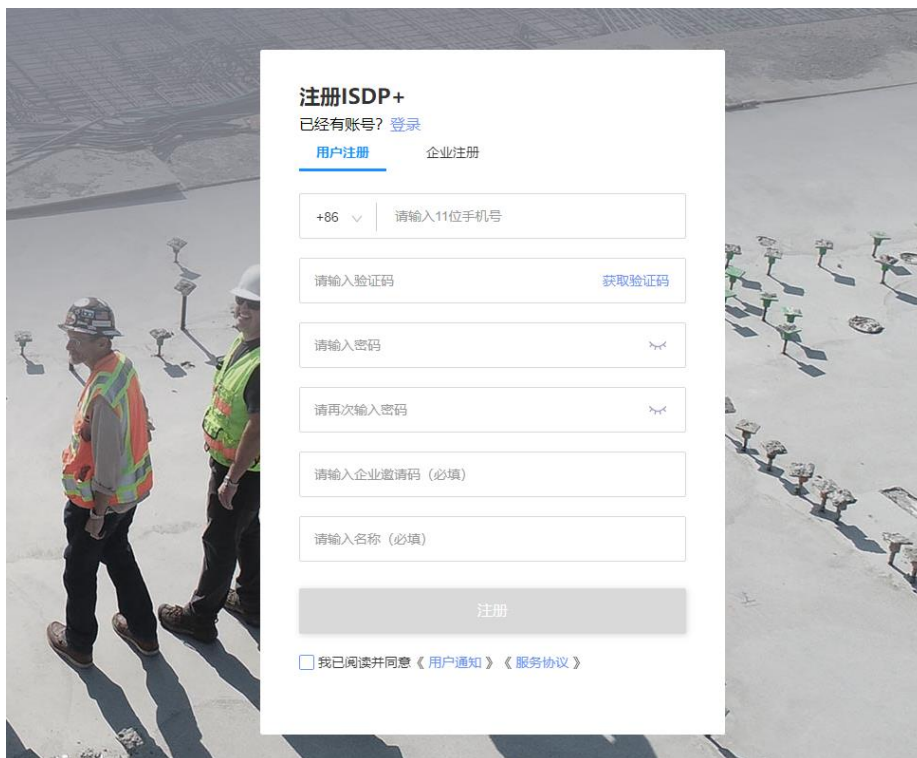 注册ISDP+
已经有账号？登录
用户注册 企业注册
+86 请输入11位手机号
请输入验证码 获取验证码
请输入密码
请再次输入密码
请输入企业邀请码（必填）
请输入名称（必填）
注册
我已阅读并同意《用户通知》《服务协议》